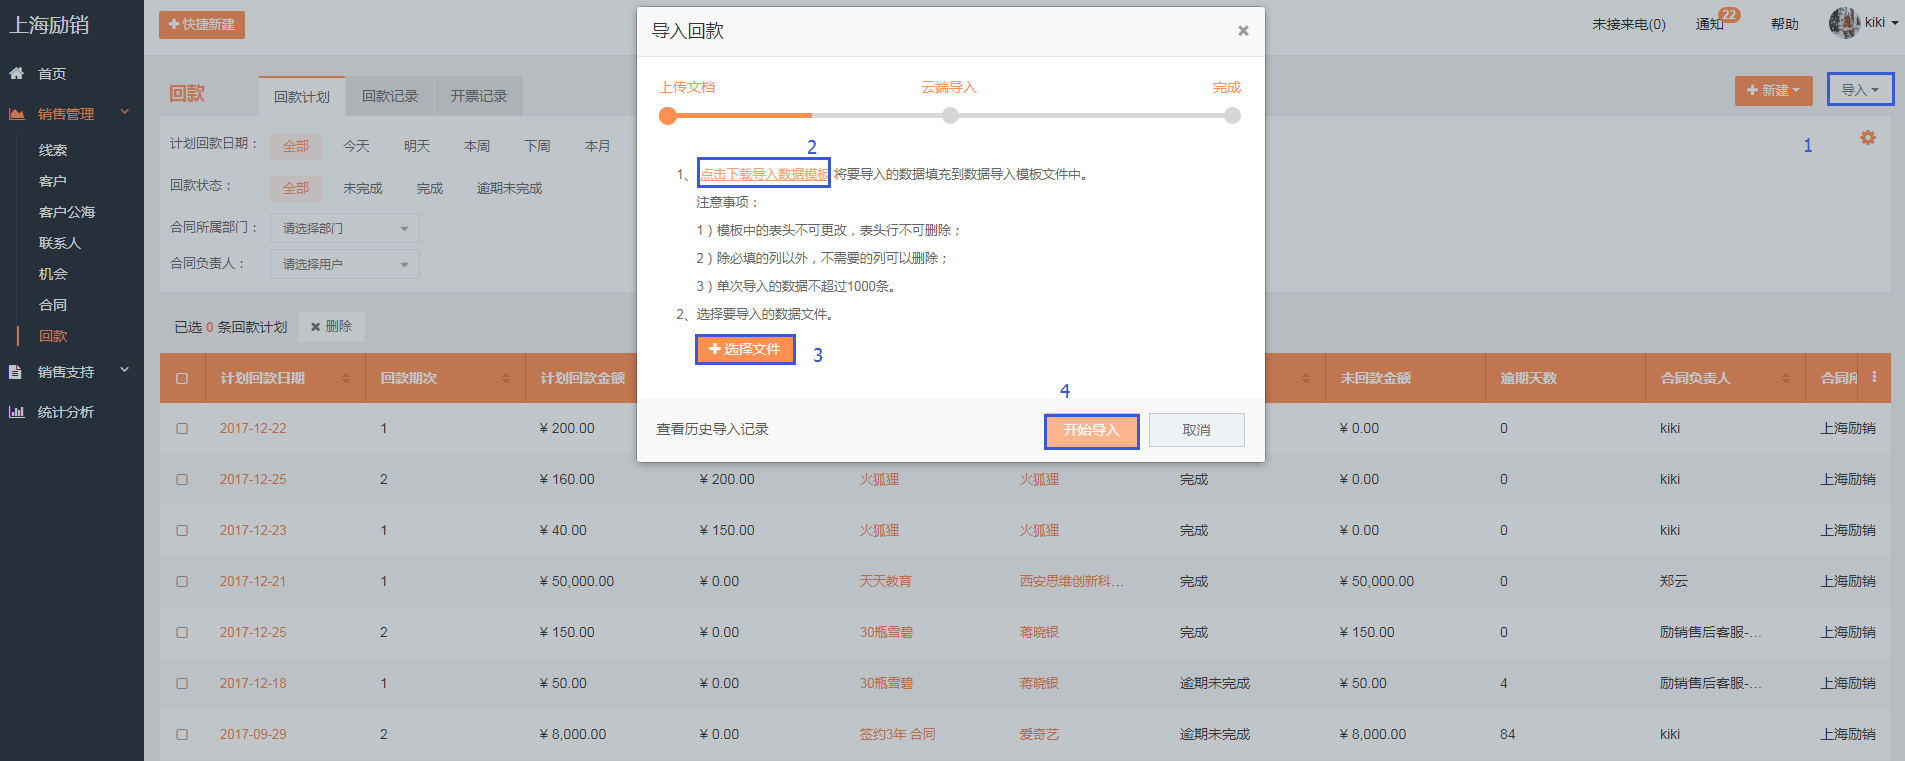 上海励销
快捷新建
未接来电(0)
通知
22
帮助
kiki
首页
销售管理
线索
客户
客户公海
联系人
机会
合同
回款
销售支持
统计分析
回款
回款计划
回款记录
开票记录
新建
导入
1
计划回款日期：
全部 今天 明天 本周 下周 本月
回款状态：
全部 未完成 完成 逾期未完成
合同所属部门：
请选择部门
合同负责人：
请选择用户
已选 0 条回款计划
删除
导入回款
上传文档 云端导入 完成
2
1、点击下载导入数据模板 将要导入的数据填充到数据导入模板文件中。
注意事项：
1）模板中的表头不可更改，表头行不可删除；
2）除必填的列以外，不需要的列可以删除；
3）单次导入的数据不超过1000条。
2、选择要导入的数据文件。
选择文件
3
4
查看历史导入记录
开始导入
取消
计划回款日期 回款期次 计划回款金额 未回款金额 逾期天数 合同负责人 合同所
2017-12-22 1 ¥ 200.00 ¥ 0.00 0 kiki 上海励销
2017-12-25 2 ¥ 160.00 ¥ 200.00 火狐狸 火狐狸 完成 ¥ 0.00 0 kiki 上海励销
2017-12-23 1 ¥ 40.00 ¥ 150.00 火狐狸 火狐狸 完成 ¥ 0.00 0 kiki 上海励销
2017-12-21 1 ¥ 50,000.00 ¥ 0.00 天天教育 西安思维创新科... 完成 ¥ 50,000.00 0 郑云 上海励销
2017-12-25 2 ¥ 150.00 ¥ 0.00 30瓶雪碧 蒋晓银 完成 ¥ 150.00 0 励销售后客服-... 上海励销
2017-12-18 1 ¥ 50.00 ¥ 0.00 30瓶雪碧 蒋晓银 逾期未完成 ¥ 50.00 4 励销售后客服-... 上海励销
2017-09-29 2 ¥ 8,000.00 ¥ 0.00 签约3年 合同 爱奇艺 逾期未完成 ¥ 8,000.00 84 kiki 上海励销